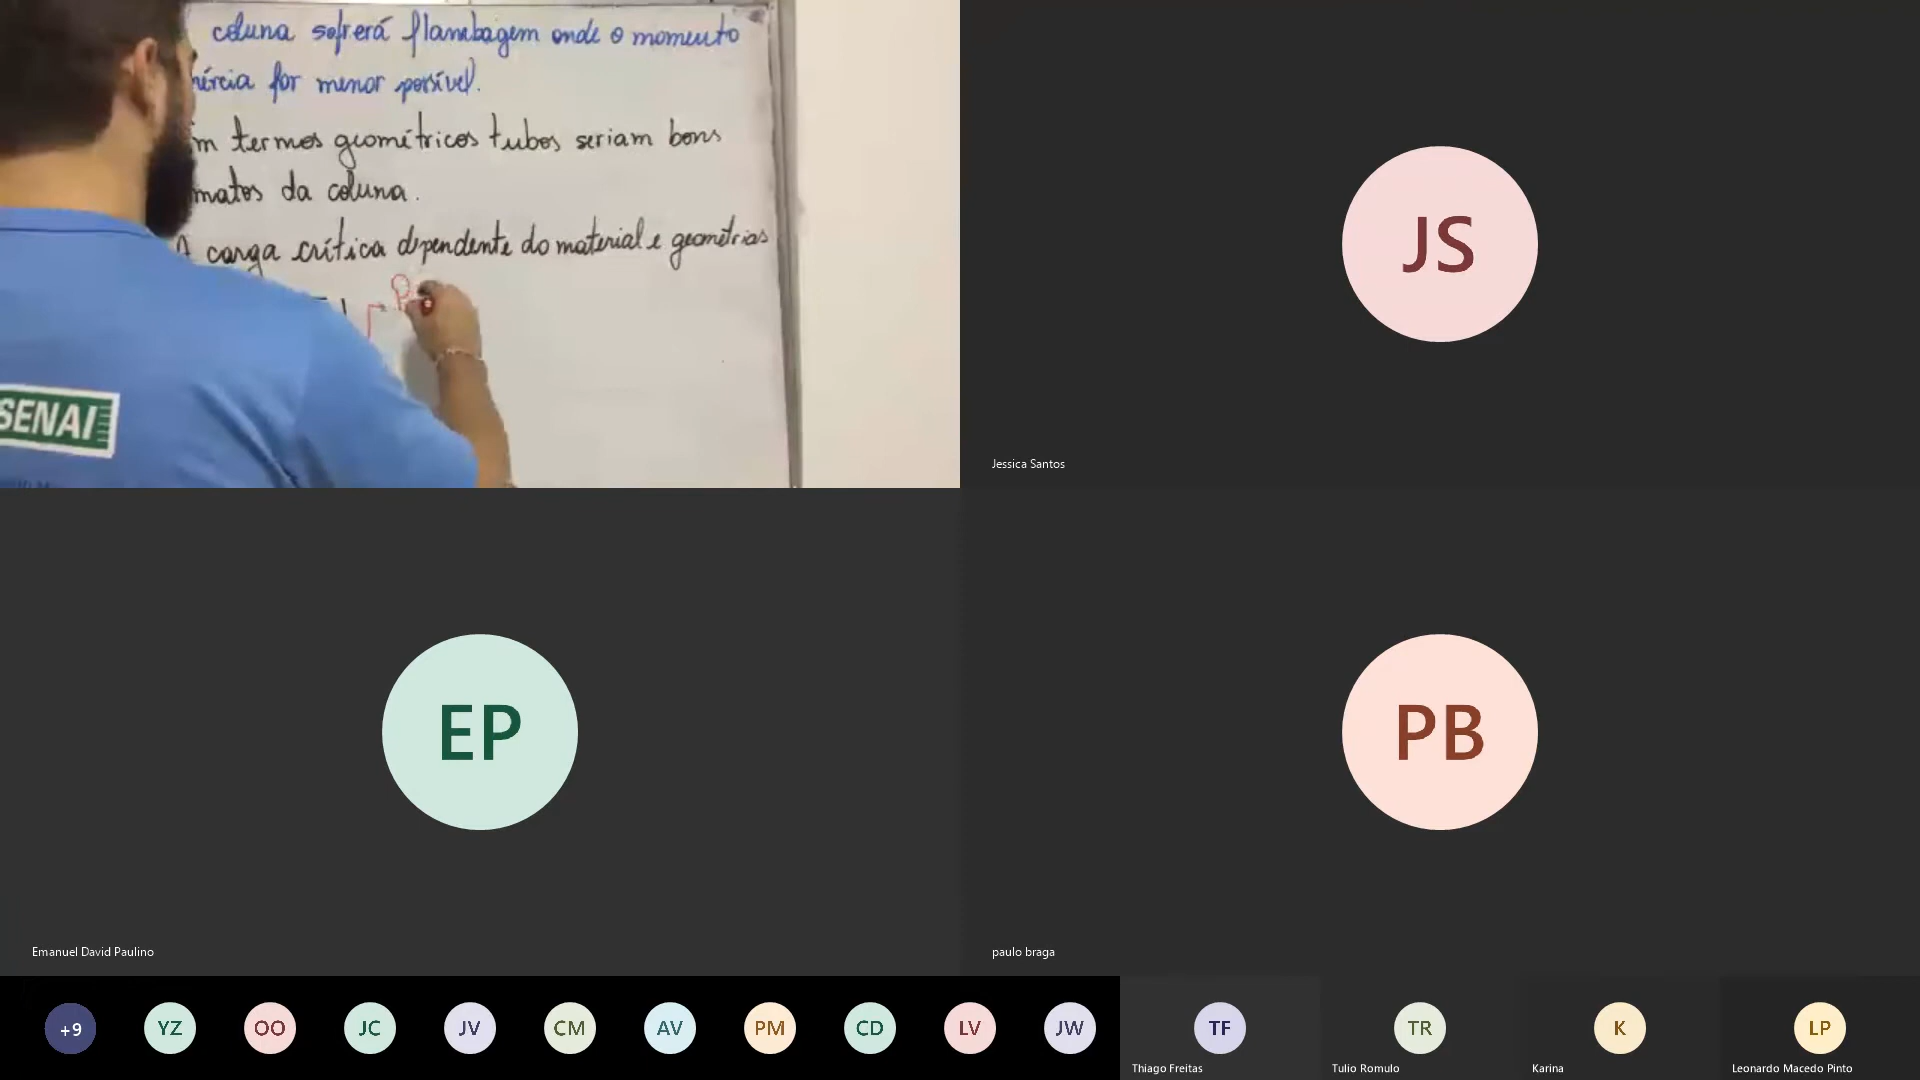 coluna sofrerá flambagem onde o momento
nércia for menor possível.
m termos geométricos tubos seriam bons
matos da coluna.
A carga crítica dependente do material e geometrias
P
SENAI
JS
Jessica Santos
EP
Emanuel David Paulino
PB
paulo braga
+9
YZ
OO
JC
JV
CM
AV
PM
CD
LV
JW
TF
Thiago Freitas
TR
Tulio Romulo
K
Karina
LP
Leonardo Macedo Pinto